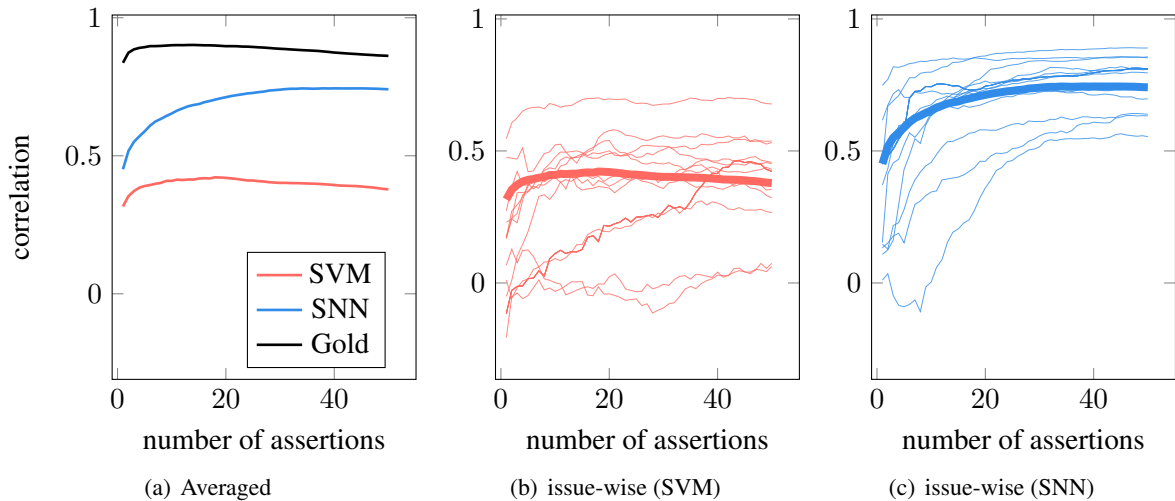 1
0.5
0
correlation
SVM
SNN
Gold
0
20
40
number of assertions
(a) Averaged
1
0.5
0
0
20
40
number of assertions
(b) issue-wise (SVM)
1
0.5
0
0
20
40
number of assertions
(c) issue-wise (SNN)